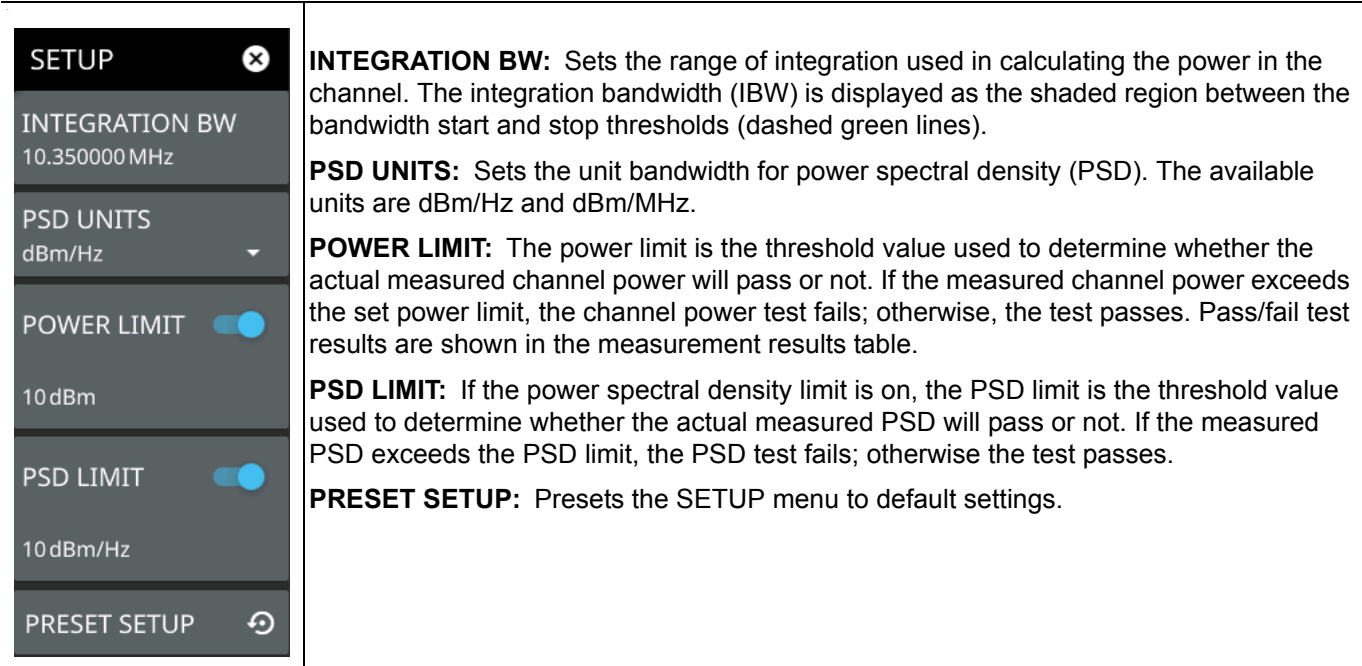 SETUP
INTEGRATION BW
10.350000 MHz
PSD UNITS
dBm/Hz
POWER LIMIT
10 dBm
PSD LIMIT
10 dBm/Hz
PRESET SETUP
INTEGRATION BW: Sets the range of integration used in calculating the power in the
channel. The integration bandwidth (IBW) is displayed as the shaded region between the
bandwidth start and stop thresholds (dashed green lines).
PSD UNITS: Sets the unit bandwidth for power spectral density (PSD). The available
units are dBm/Hz and dBm/MHz.
POWER LIMIT: The power limit is the threshold value used to determine whether the
actual measured channel power will pass or not. If the measured channel power exceeds
the set power limit, the channel power test fails; otherwise, the test passes. Pass/fail test
results are shown in the measurement results table.
PSD LIMIT: If the power spectral density limit is on, the PSD limit is the threshold value
used to determine whether the actual measured PSD will pass or not. If the measured
PSD exceeds the PSD limit, the PSD test fails; otherwise the test passes.
PRESET SETUP: Presets the SETUP menu to default settings.